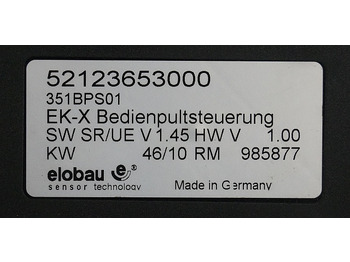 52123653000
351BPS01
EK-X Bedienpultsteuerung
SW SR/UE V 1.45 HW V 1.00
KW 46/10 RM 985877
elobau e
sensor technology Made in Germany